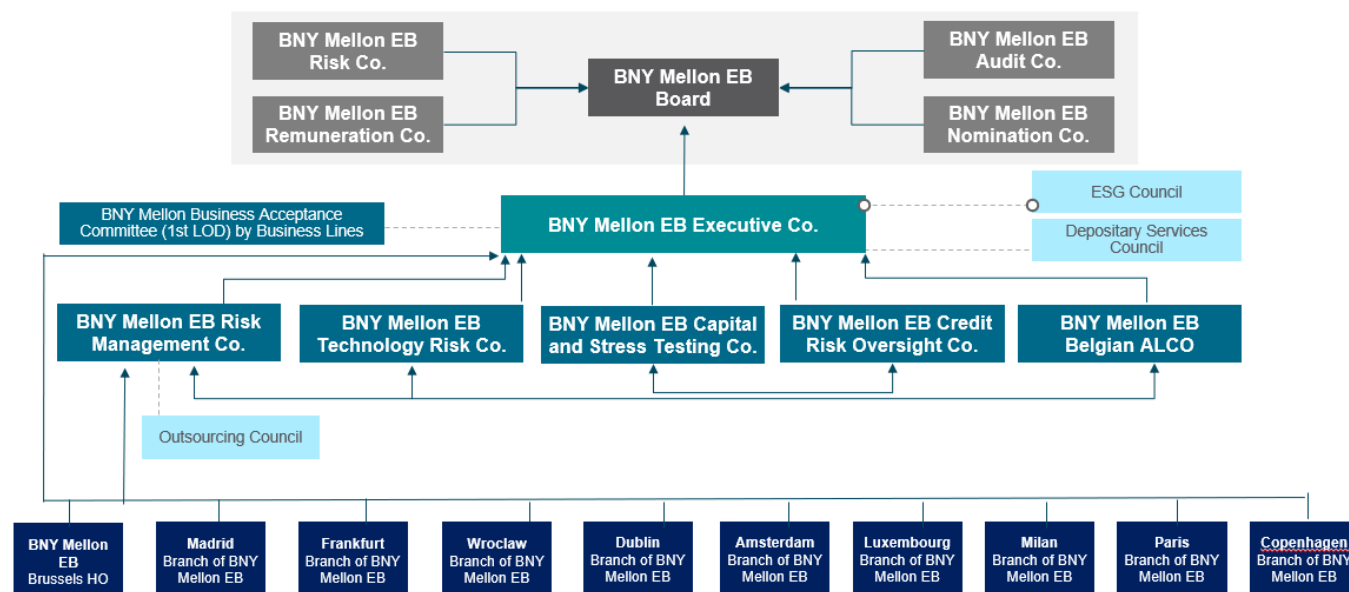 BNY Mellon EB
Risk Co.
BNY Mellon EB
Audit Co.
BNY Mellon EB
Board
BNY Mellon EB
Remuneration Co.
BNY Mellon EB
Nomination Co.
BNY Mellon Business Acceptance
Committee (1st LOD) by Business Lines
BNY Mellon EB Executive Co.
ESG Council
Depositary Services
Council
BNY Mellon EB Risk
Management Co.
BNY Mellon EB
Technology Risk Co.
BNY Mellon EB Capital
and Stress Testing Co.
BNY Mellon EB Credit
Risk Oversight Co.
BNY Mellon EB
Belgian ALCO
Outsourcing Council
BNY Mellon
EB
Brussels HO
Madrid
Branch of BNY
Mellon EB
Frankfurt
Branch of BNY
Mellon EB
Wroclaw
Branch of BNY
Mellon EB
Dublin
Branch of BNY
Mellon EB
Amsterdam
Branch of BNY
Mellon EB
Luxembourg
Branch of BNY
Mellon EB
Milan
Branch of BNY
Mellon EB
Paris
Branch of BNY
Mellon EB
Copenhagen
Branch of BNY
Mellon EB